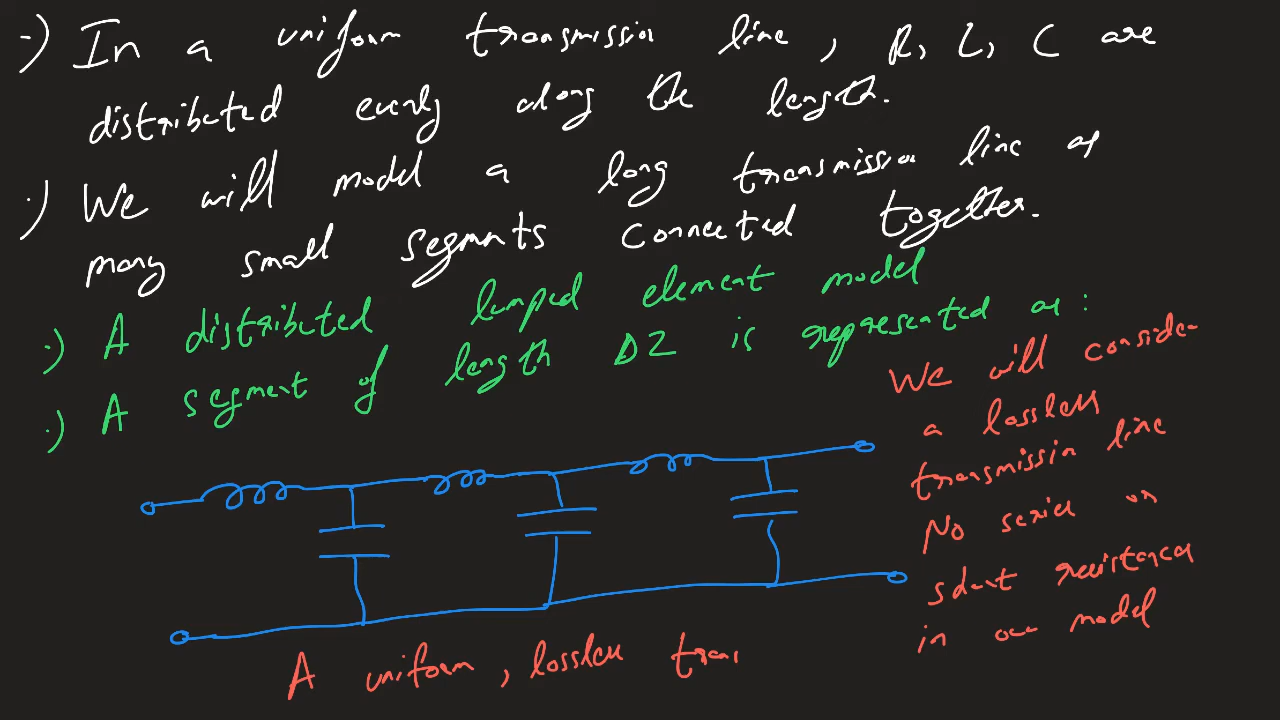 ·) In a uniform transmission line, R, L, C are
distributed evenly along the length.
·) We will model a long transmission line as
many small segments connected together.
·) A distributed lumped element model
·) A segment of length ΔZ is represented as:
We will consider
a lossless
transmission line
No series or
shunt resistances
in our model
A uniform, lossless tran